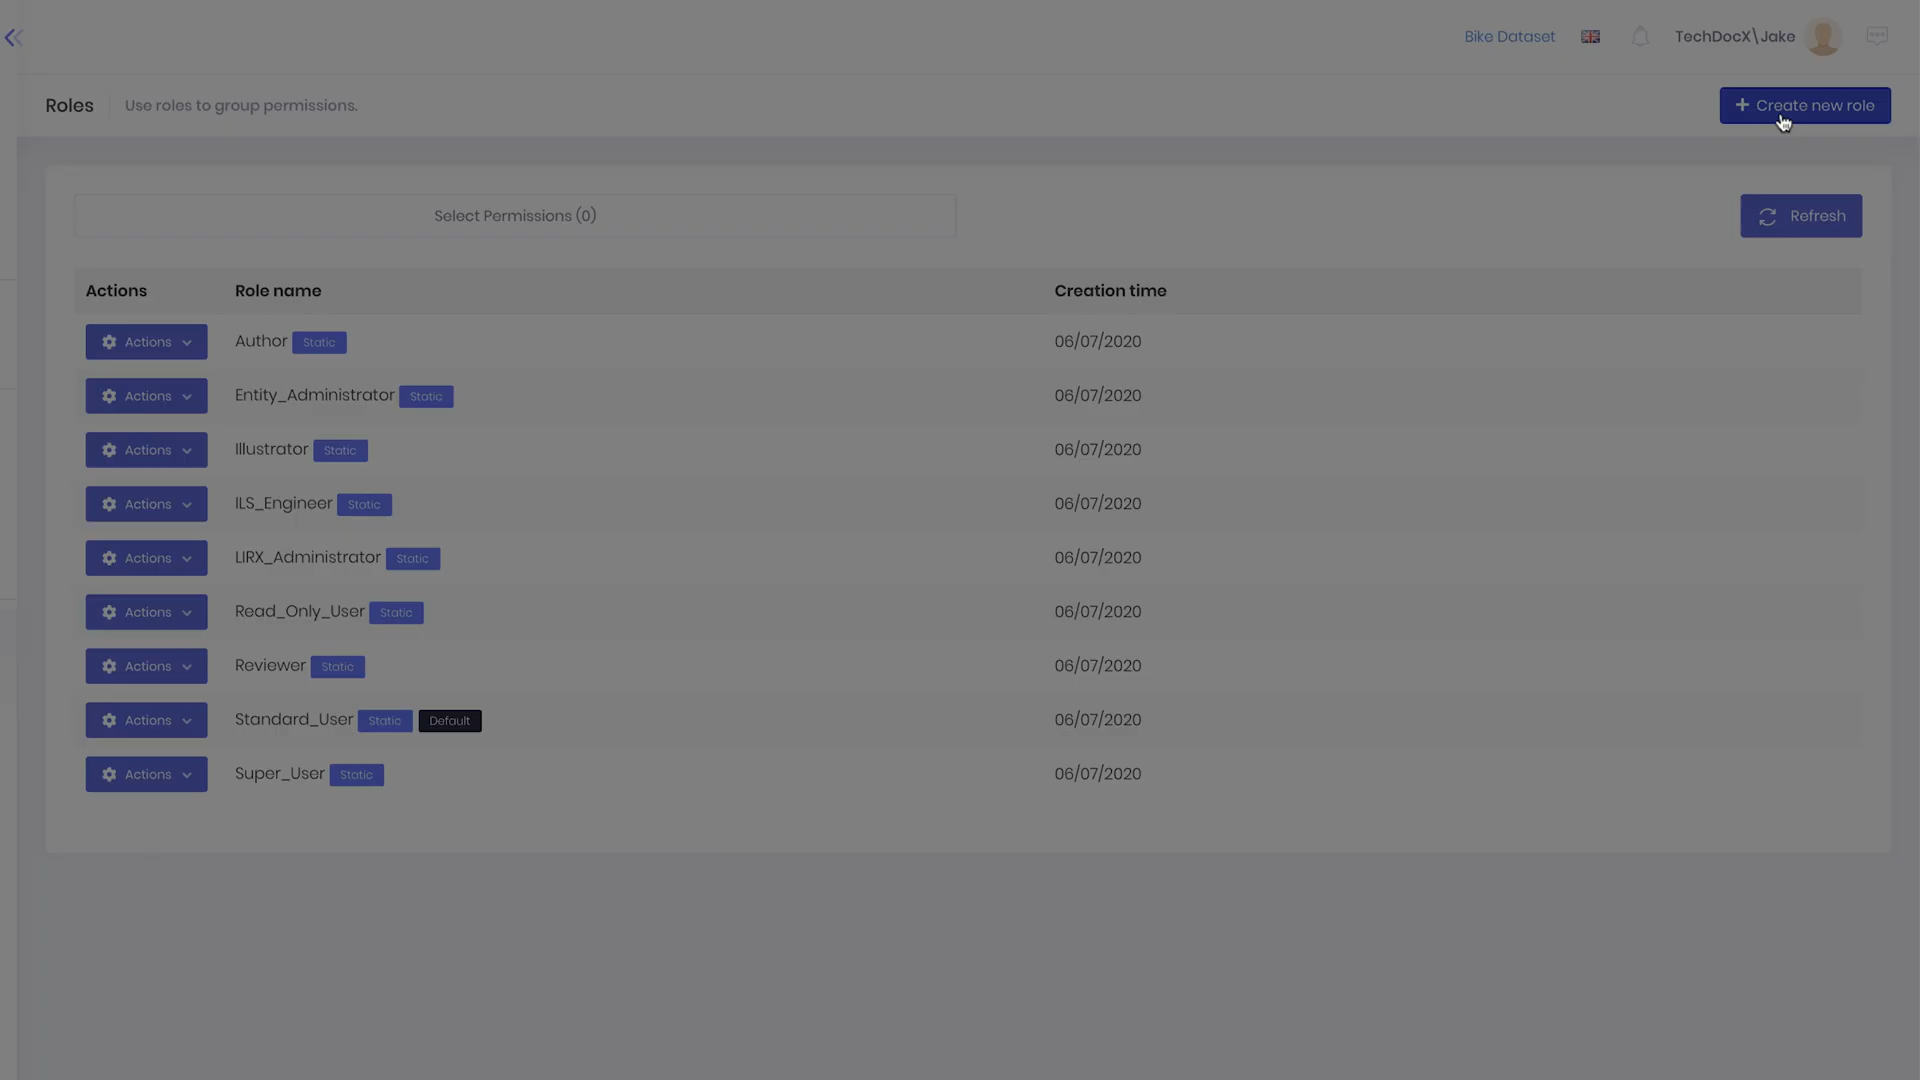 Bike Dataset
TechDocX\Jake
Roles
Use roles to group permissions.
Create new role
Select Permissions (0)
Refresh
Actions Role name Creation time
Actions Author Static 06/07/2020
Actions Entity_Administrator Static 06/07/2020
Actions Illustrator Static 06/07/2020
Actions ILS_Engineer Static 06/07/2020
Actions LIRX_Administrator Static 06/07/2020
Actions Read_Only_User Static 06/07/2020
Actions Reviewer Static 06/07/2020
Actions Standard_User Static Default 06/07/2020
Actions Super_User Static 06/07/2020